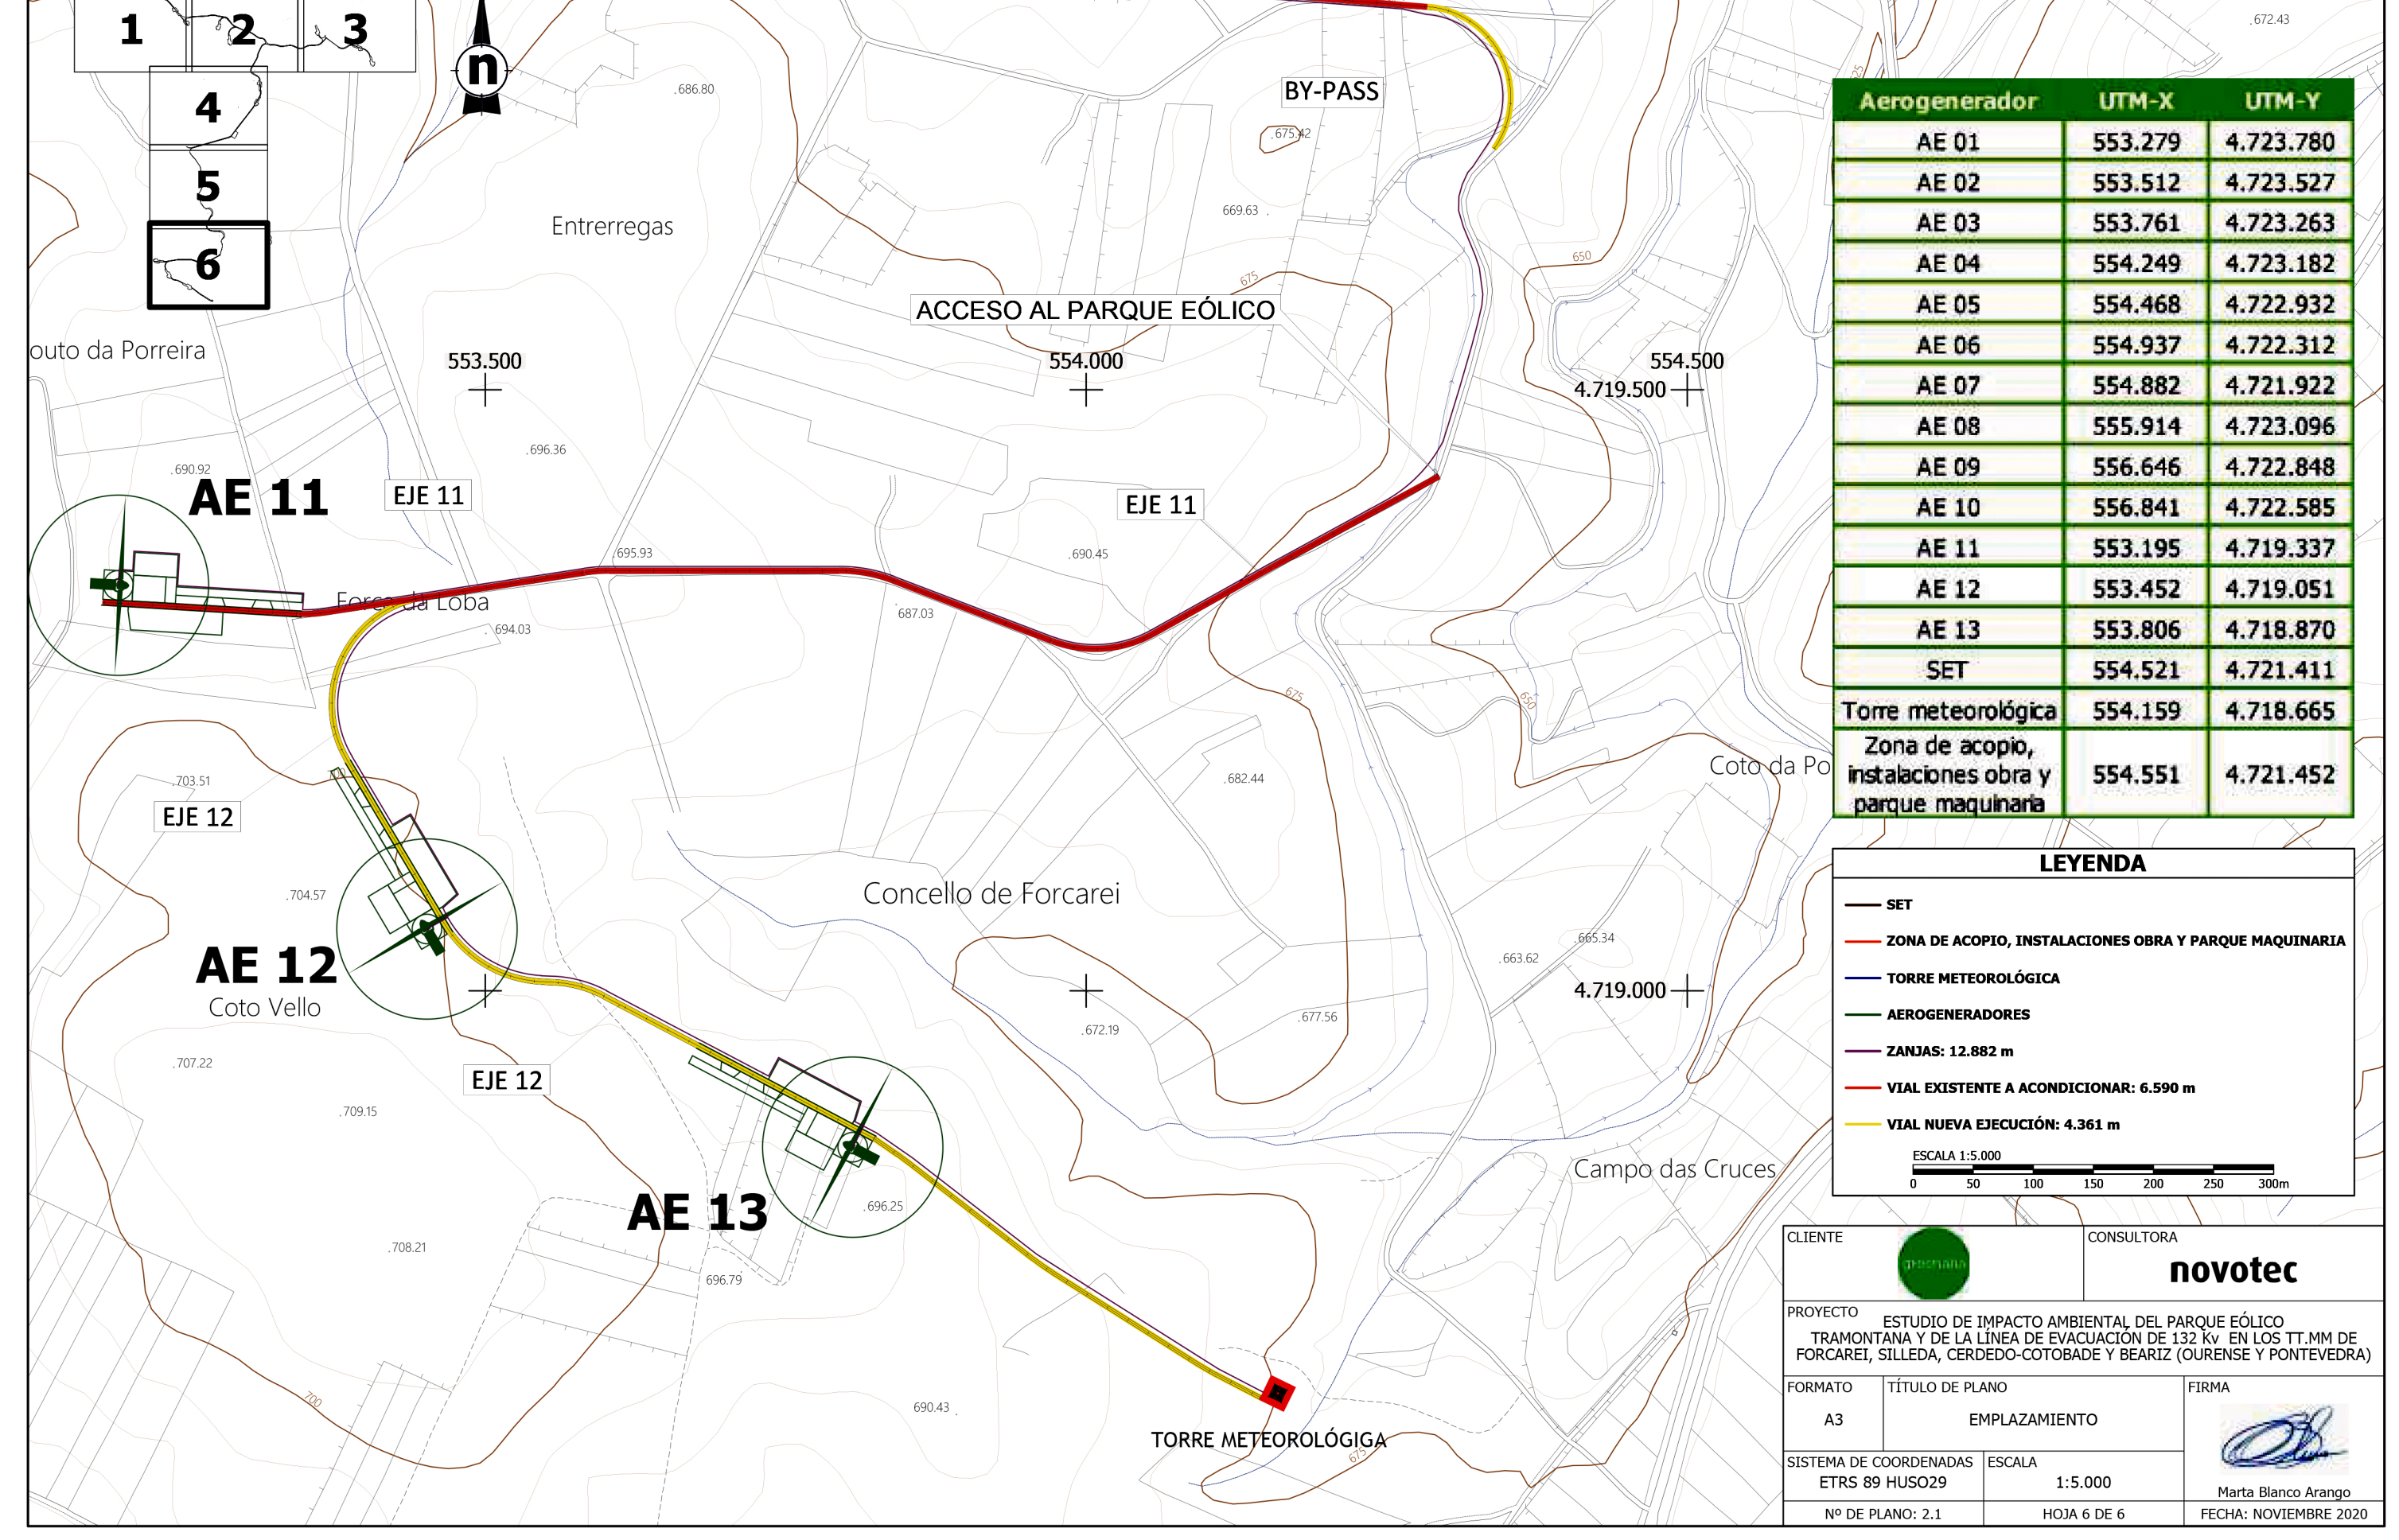 1
2
3
4
5
6
n
BY-PASS
.672.43
.686.80
.675.42
669.63
Entrerregas
650
675
ACCESO AL PARQUE EÓLICO
outo da Porreira
553.500
554.000
554.500
4.719.500
.696.36
.690.92
AE 11
EJE 11
EJE 11
.695.93
.690.45
Forca da Loba
.694.03
.687.03
675
650
.703.51
700
.682.44
Coto da Po
EJE 12
.704.57
Concello de Forcarei
AE 12
Coto Vello
.665.34
.663.62
4.719.000
.677.56
.672.19
.707.22
EJE 12
.709.15
Campo das Cruces
AE 13
.696.25
.708.21
696.79
700
690.43
TORRE METEOROLÓGIGA
675
Aerogenerador UTM-X UTM-Y
AE 01 553.279 4.723.780
AE 02 553.512 4.723.527
AE 03 553.761 4.723.263
AE 04 554.249 4.723.182
AE 05 554.468 4.722.932
AE 06 554.937 4.722.312
AE 07 554.882 4.721.922
AE 08 555.914 4.723.096
AE 09 556.646 4.722.848
AE 10 556.841 4.722.585
AE 11 553.195 4.719.337
AE 12 553.452 4.719.051
AE 13 553.806 4.718.870
SET 554.521 4.721.411
Torre meteorológica 554.159 4.718.665
Zona de acopio,
instalaciones obra y 554.551 4.721.452
parque maquinaria
LEYENDA
SET
ZONA DE ACOPIO, INSTALACIONES OBRA Y PARQUE MAQUINARIA
TORRE METEOROLÓGICA
AEROGENERADORES
ZANJAS: 12.882 m
VIAL EXISTENTE A ACONDICIONAR: 6.590 m
VIAL NUEVA EJECUCIÓN: 4.361 m
ESCALA 1:5.000
0 50 100 150 200 250 300m
CLIENTE
CONSULTORA
novotec
PROYECTO
ESTUDIO DE IMPACTO AMBIENTAL DEL PARQUE EÓLICO
TRAMONTANA Y DE LA LÍNEA DE EVACUACIÓN DE 132 Kv EN LOS TT.MM DE
FORCAREI, SILLEDA, CERDEDO-COTOBADE Y BEARIZ (OURENSE Y PONTEVEDRA)
FORMATO
A3
TÍTULO DE PLANO
EMPLAZAMIENTO
FIRMA
SISTEMA DE COORDENADAS
ETRS 89 HUSO29
ESCALA
1:5.000
Marta Blanco Arango
Nº DE PLANO: 2.1
HOJA 6 DE 6
FECHA: NOVIEMBRE 2020